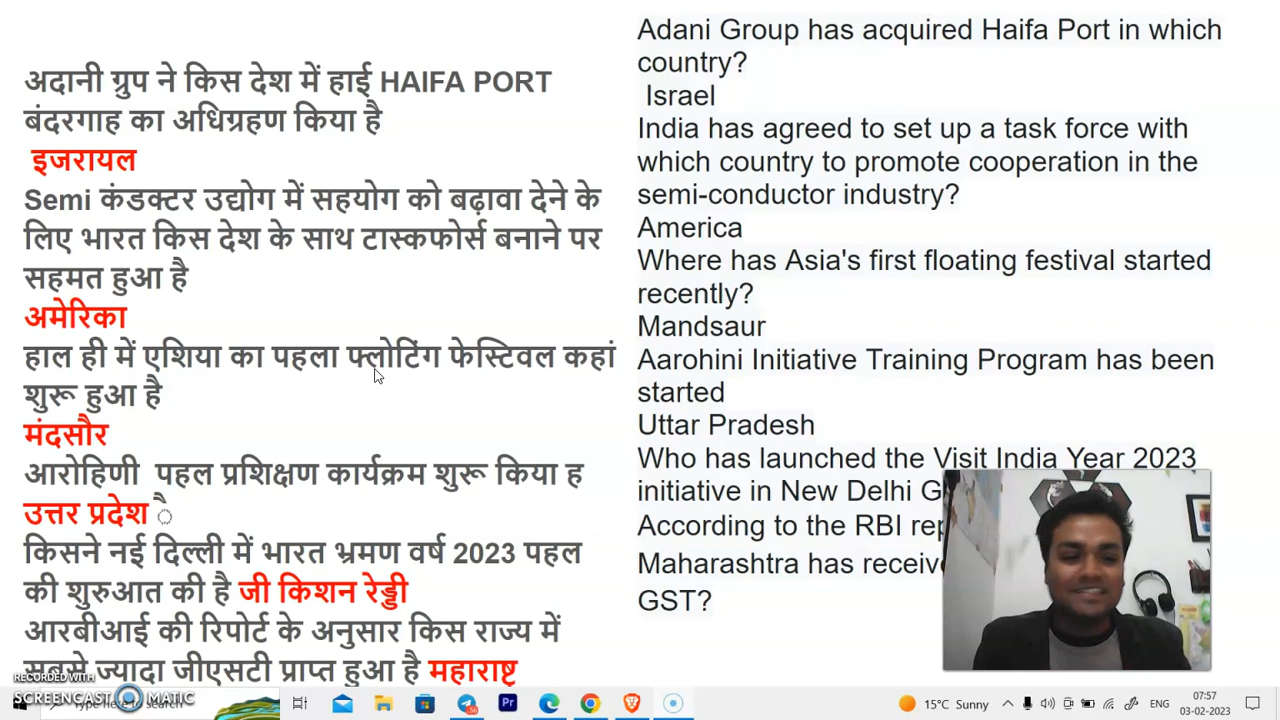 अदानी ग्रुप ने किस देश में हाई HAIFA PORT
बंदरगाह का अधिग्रहण किया है
इजरायल
Semi कंडक्टर उद्योग में सहयोग को बढ़ावा देने के
लिए भारत किस देश के साथ टास्कफोर्स बनाने पर
सहमत हुआ है
अमेरिका
हाल ही में एशिया का पहला फ्लोटिंग फेस्टिवल कहां
शुरू हुआ है
मंदसौर
आरोहिणी पहल प्रशिक्षण कार्यक्रम शुरू किया ह
उत्तर प्रदेश ै
किसने नई दिल्ली में भारत भ्रमण वर्ष 2023 पहल
की शुरुआत की है जी किशन रेड्डी
आरबीआई की रिपोर्ट के अनुसार किस राज्य में
सबसे ज्यादा जीएसटी प्राप्त हुआ है महाराष्ट्र
Adani Group has acquired Haifa Port in which
country?
Israel
India has agreed to set up a task force with
which country to promote cooperation in the
semi-conductor industry?
America
Where has Asia's first floating festival started
recently?
Mandsaur
Aarohini Initiative Training Program has been
started
Uttar Pradesh
Who has launched the Visit India Year 2023
initiative in New Delhi G
According to the RBI
Maharashtra has
GST?
RECORDED WITH
SCREENCAST MATIC
Type here to search
15°C Sunny
ENG
07:57
03-02-2023